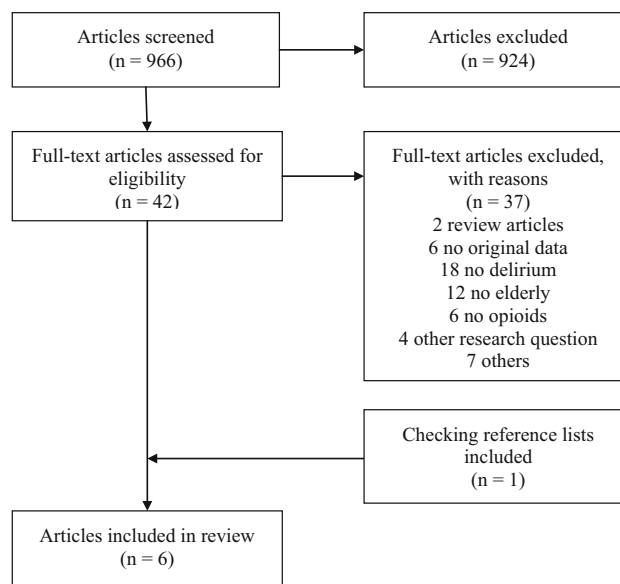 Articles screened
(n = 966)
Articles excluded
(n = 924)
Full-text articles assessed for
eligibility
(n = 42)
Full-text articles excluded,
with reasons
(n = 37)
2 review articles
6 no original data
18 no delirium
12 no elderly
6 no opioids
4 other research question
7 others
Checking reference lists
included
(n = 1)
Articles included in review
(n = 6)